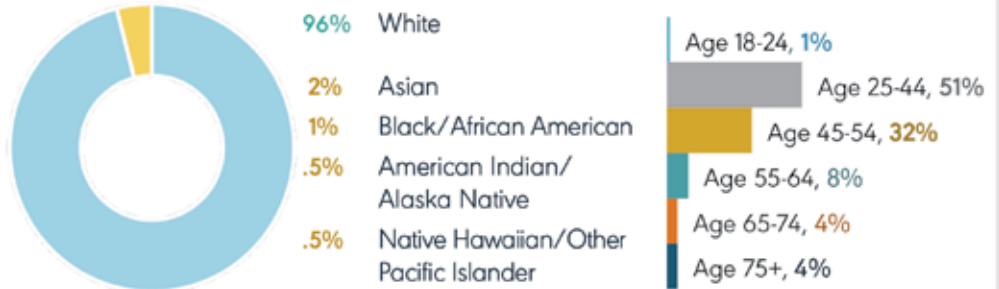 96% White
2% Asian
1% Black/African American
.5% American Indian/
Alaska Native
.5% Native Hawaiian/Other
Pacific Islander
Age 18-24, 1%
Age 25-44, 51%
Age 45-54, 32%
Age 55-64, 8%
Age 65-74, 4%
Age 75+, 4%